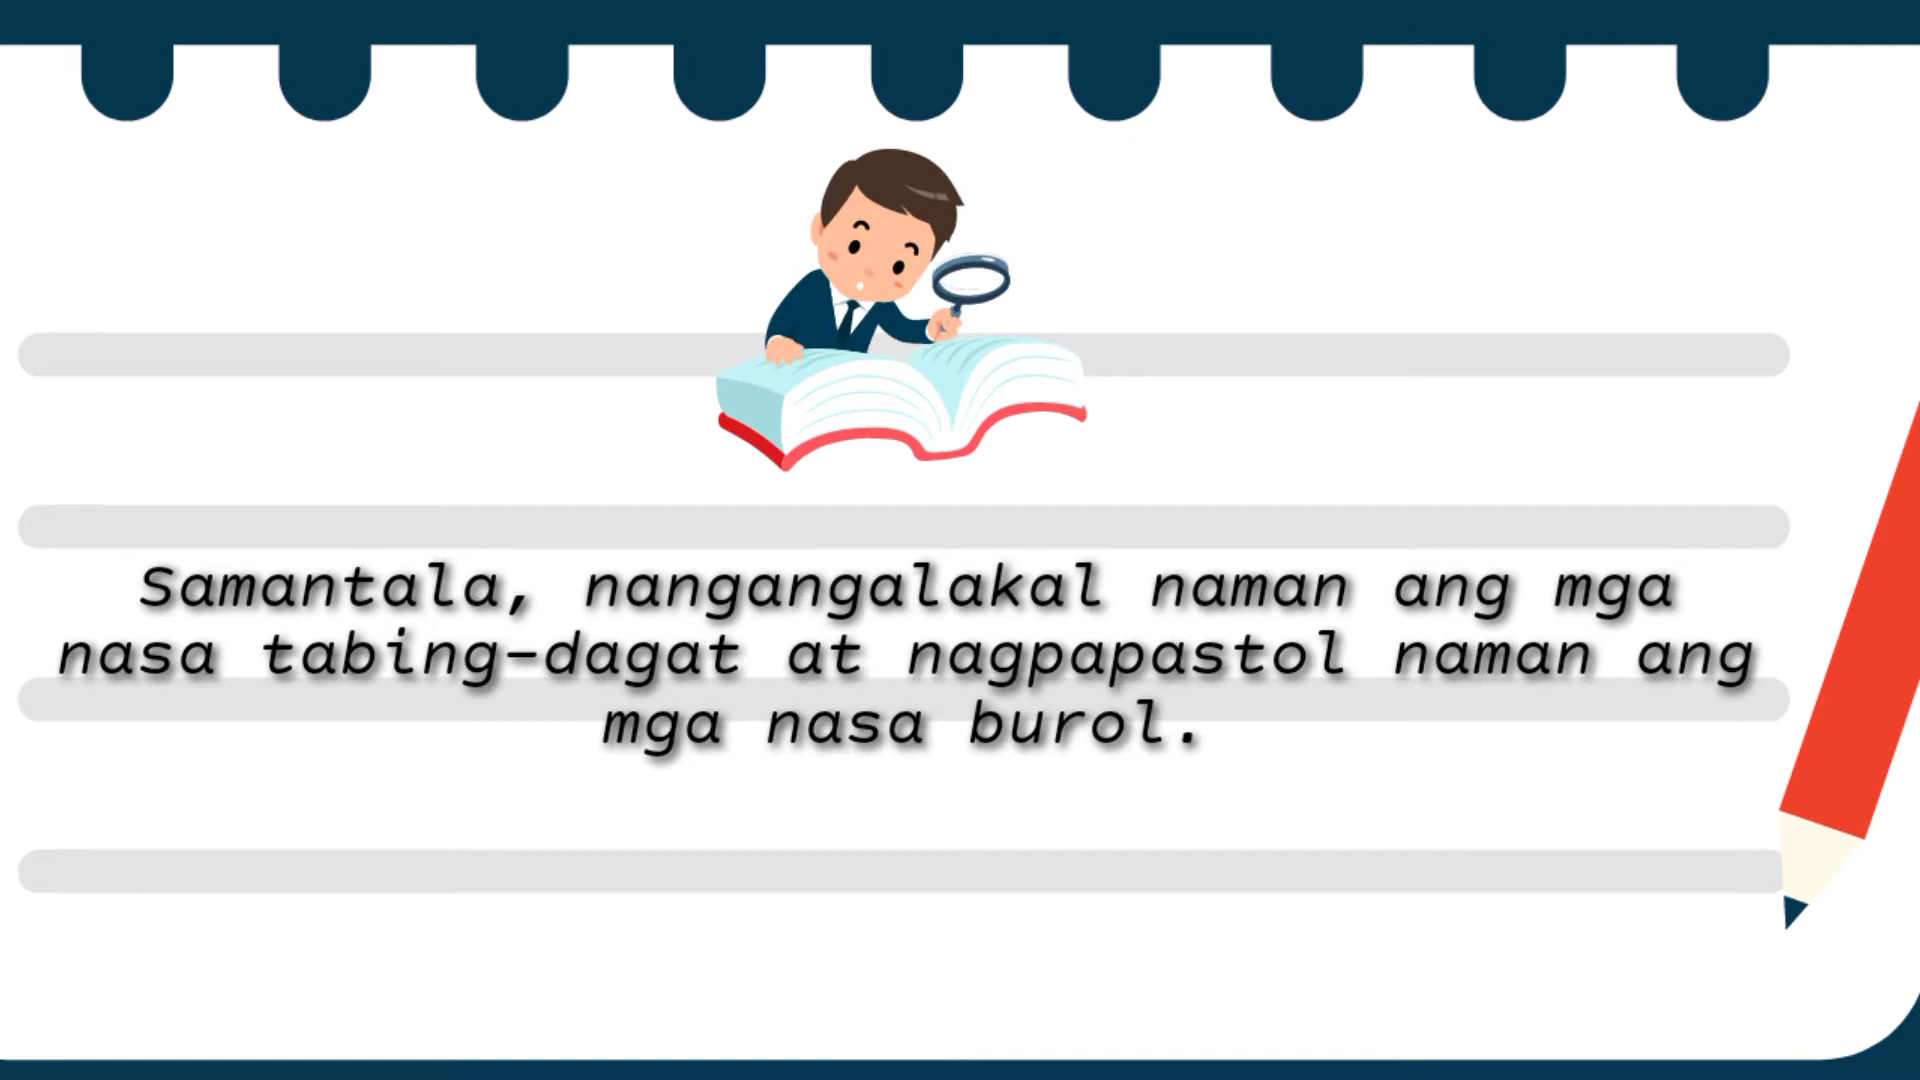 Samantala, nangangalakal naman ang mga
nasa tabing-dagat at nagpapastol naman ang
mga nasa burol.